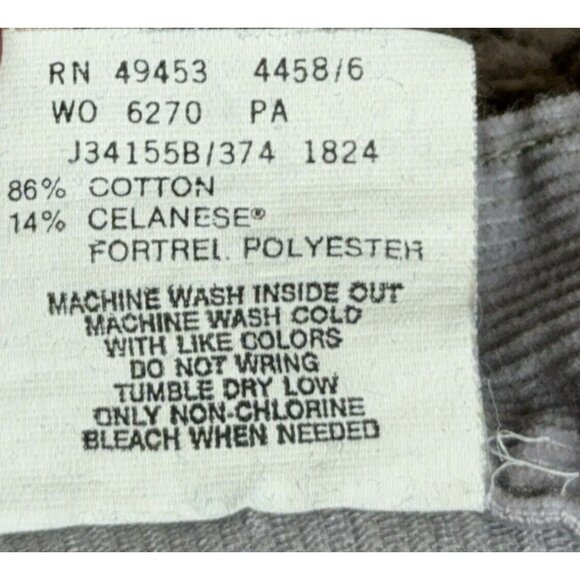 RN 49453 4458/6
WO 6270 PA
J34155B/374 1824
86% COTTON
14% CELANESE®
FORTREL POLYESTER
MACHINE WASH INSIDE OUT
MACHINE WASH COLD
WITH LIKE COLORS
DO NOT WRING
TUMBLE DRY LOW
ONLY NON-CHLORINE
BLEACH WHEN NEEDED